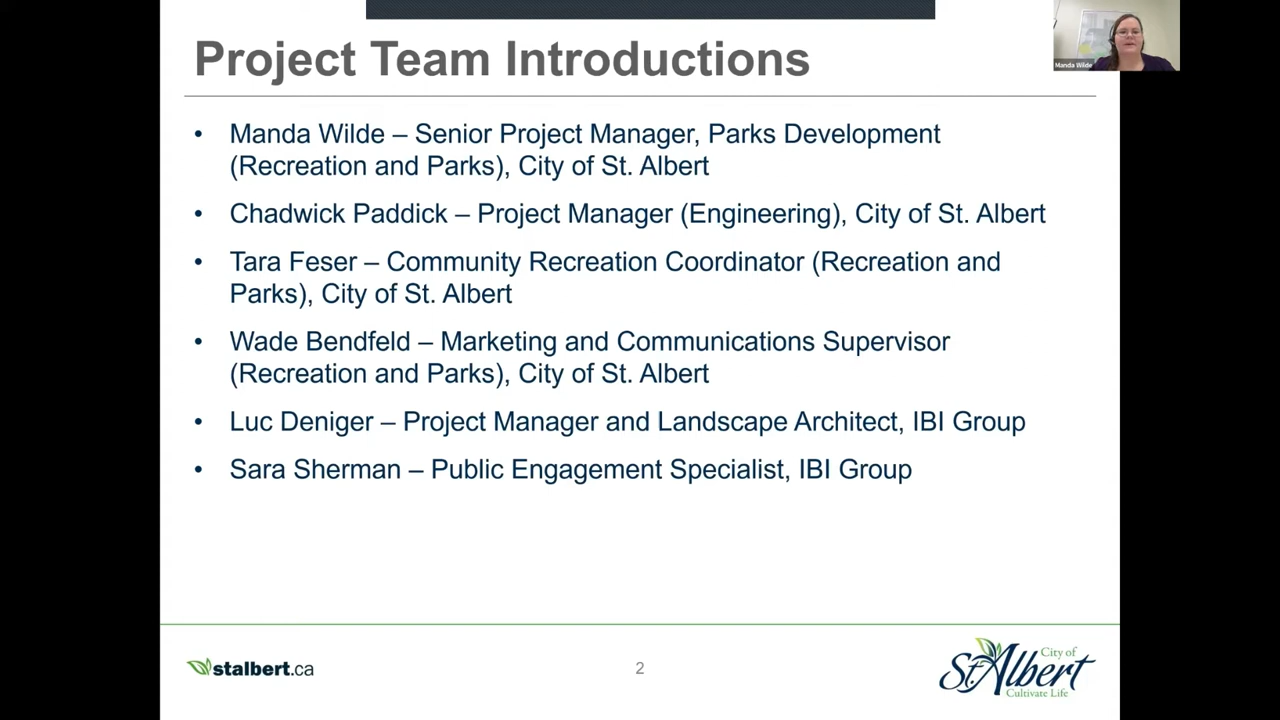 Project Team Introductions
Manda Wilde
• Manda Wilde – Senior Project Manager, Parks Development
(Recreation and Parks), City of St. Albert
• Chadwick Paddick – Project Manager (Engineering), City of St. Albert
• Tara Feser – Community Recreation Coordinator (Recreation and
Parks), City of St. Albert
• Wade Bendfeld – Marketing and Communications Supervisor
(Recreation and Parks), City of St. Albert
• Luc Deniger – Project Manager and Landscape Architect, IBI Group
• Sara Sherman – Public Engagement Specialist, IBI Group
stalbert.ca
2
City of
St. Albert
Cultivate Life